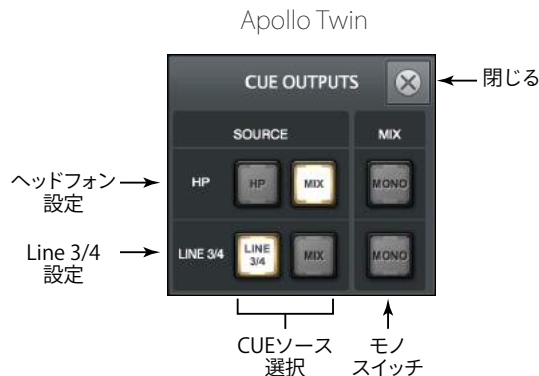 Apollo Twin
CUE OUTPUTS
閉じる
SOURCE
MIX
ヘッドフォン
設定
HP
HP
MIX
MONO
Line 3/4
設定
LINE 3/4
LINE
3/4
MIX
MONO
CUEソース
選択
モノ
スイッチ